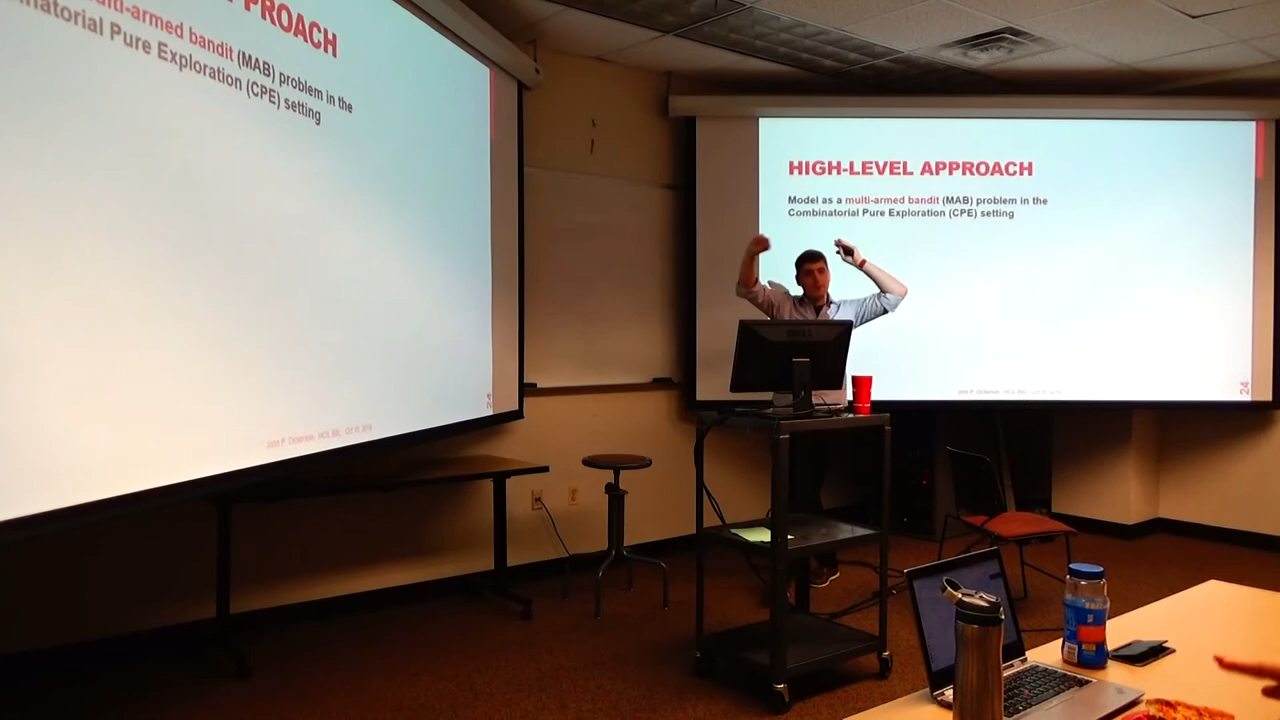 PROACH
multi-armed bandit (MAB) problem in the
Pure Exploration (CPE) setting
24
HIGH-LEVEL APPROACH
Model as a multi-armed bandit (MAB) problem in the
Combinatorial Pure Exploration (CPE) setting
24
DELL